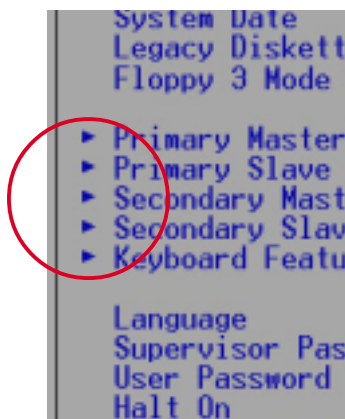 System Date
Legacy Diskett
Floppy 3 Mode
Primary Master
Primary Slave
Secondary Mast
Secondary Slav
Keyboard Featu
Language
Supervisor Pas
User Password
Halt On